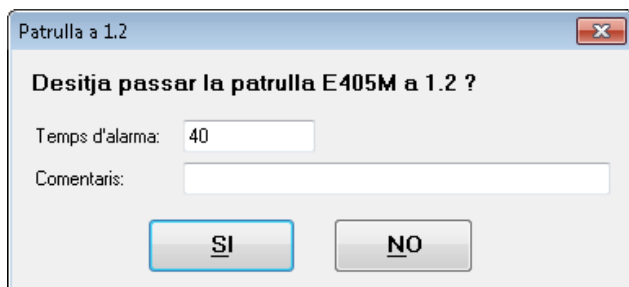 Patrulla a 1.2
Desitja passar la patrulla E405M a 1.2 ?
Temps d'alarma: 40
Comentaris:
SI NO